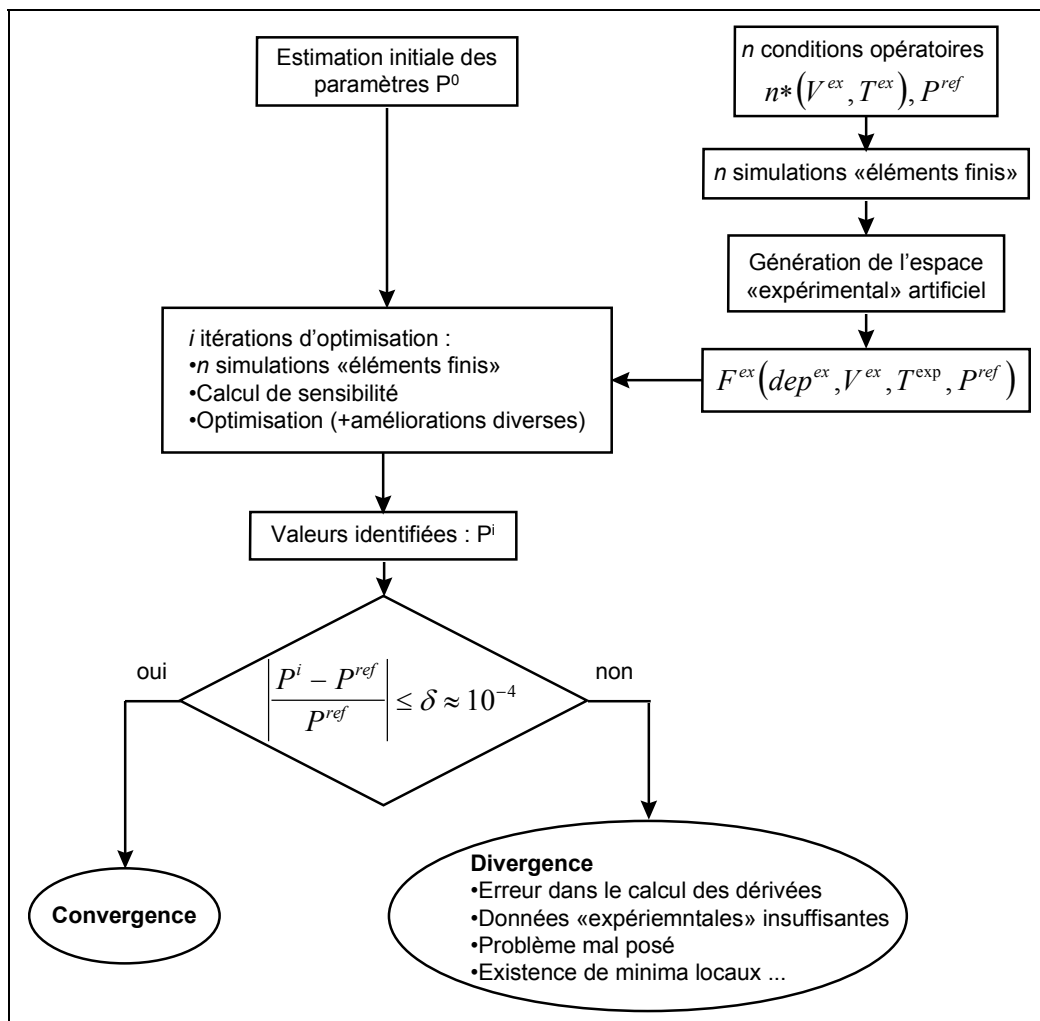 Estimation initiale des
paramètres P⁰
n conditions opératoires
n*(V^{ex}, T^{ex}), P^{ref}
n simulations «éléments finis»
Génération de l'espace
«expérimental» artificiel
F^{ex}(dep^{ex}, V^{ex}, T^{exp}, P^{ref})
i itérations d'optimisation :
•n simulations «éléments finis»
•Calcul de sensibilité
•Optimisation (+améliorations diverses)
Valeurs identifiées : Pⁱ
oui
|(Pⁱ − P^{ref}) / P^{ref}| ≤ δ ≈ 10⁻⁴
non
Convergence
Divergence
•Erreur dans le calcul des dérivées
•Données «expériemntales» insuffisantes
•Problème mal posé
•Existence de minima locaux ...